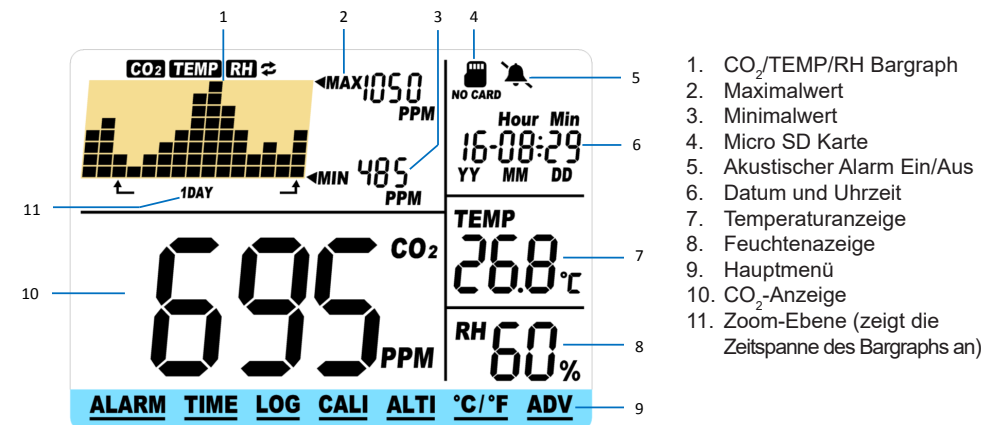 1
2
3
4
CO2 TEMP RH
MAX 1050
PPM
NO CARD
5
Hour Min
16-08:29
YY MM DD
6
MIN 485
PPM
1DAY
11
TEMP
26.8 °C
7
10
695
CO2
PPM
RH
60 %
8
ALARM TIME LOG CALI ALTI °C/°F ADV
9
1. CO2/TEMP/RH Bargraph
2. Maximalwert
3. Minimalwert
4. Micro SD Karte
5. Akustischer Alarm Ein/Aus
6. Datum und Uhrzeit
7. Temperaturanzeige
8. Feuchtenazeige
9. Hauptmenü
10. CO2-Anzeige
11. Zoom-Ebene (zeigt die
Zeitspanne des Bargraphs an)